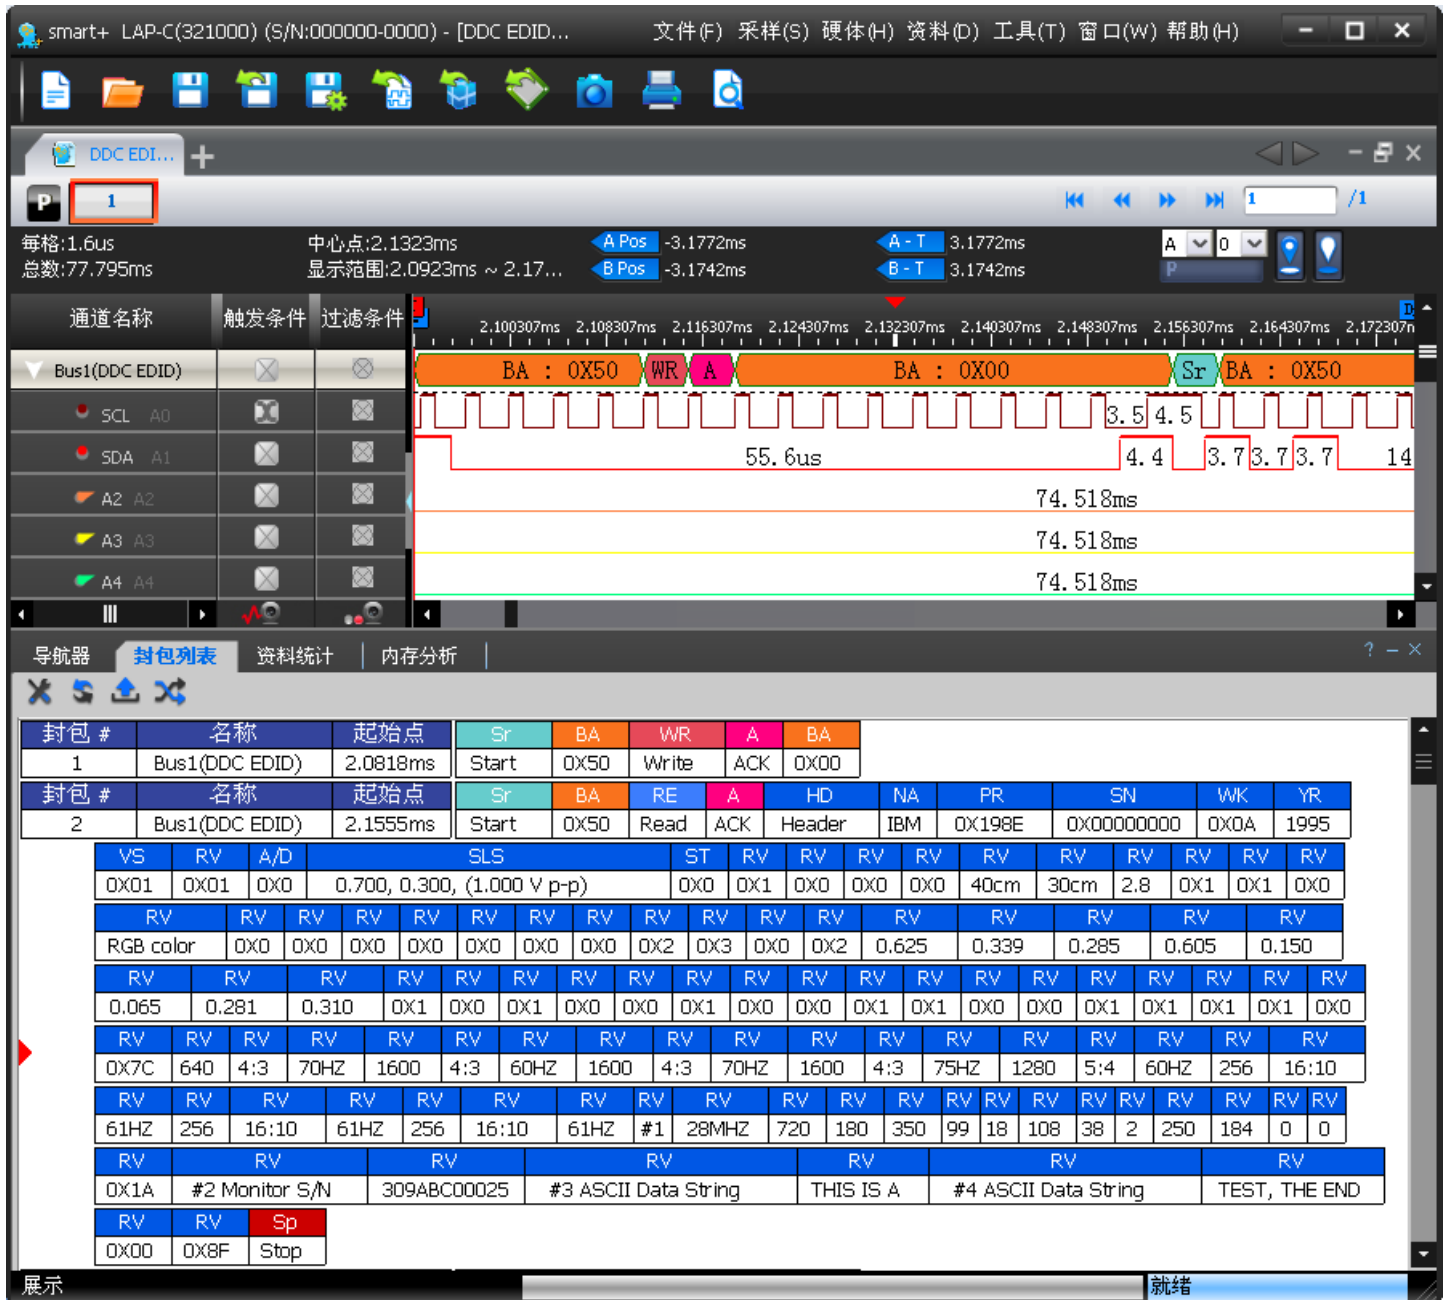 smart+ LAP-C(321000) (S/N:000000-0000) - [DDC EDID... 文件(F) 采样(S) 硬体(H) 资料(D) 工具(T) 窗口(W) 帮助(H)
DDC EDI...
P 1 1 /1
每格:1.6us 中心点:2.1323ms A Pos -3.1772ms A - T 3.1772ms A 0
总数:77.795ms 显示范围:2.0923ms ~ 2.17... B Pos -3.1742ms B - T 3.1742ms P
通道名称 触发条件 过滤条件 2.100307ms 2.108307ms 2.116307ms 2.124307ms 2.132307ms 2.140307ms 2.148307ms 2.156307ms 2.164307ms 2.172307m
Bus1(DDC EDID) BA : 0X50 WR A BA : 0X00 Sr BA : 0X50
SCL A0 3.5 4.5
SDA A1 55.6us 4.4 3.7 3.7 3.7 14
A2 A2 74.518ms
A3 A3 74.518ms
A4 A4 74.518ms
导航器 封包列表 资料统计 内存分析
封包 # 名称 起始点 Sr BA WR A BA
1 Bus1(DDC EDID) 2.0818ms Start 0X50 Write ACK 0X00
封包 # 名称 起始点 Sr BA RE A HD NA PR SN WK YR
2 Bus1(DDC EDID) 2.1555ms Start 0X50 Read ACK Header IBM 0X198E 0X00000000 0X0A 1995
VS RV A/D SLS ST RV RV RV RV RV RV RV RV RV RV
0X01 0X01 0X0 0.700, 0.300, (1.000 V p-p) 0X0 0X1 0X0 0X0 0X0 40cm 30cm 2.8 0X1 0X1 0X0
RV RV RV RV RV RV RV RV RV RV RV RV RV RV RV RV RV
RGB color 0X0 0X0 0X0 0X0 0X0 0X0 0X0 0X2 0X3 0X0 0X2 0.625 0.339 0.285 0.605 0.150
RV RV RV RV RV RV RV RV RV RV RV RV RV RV RV RV RV RV RV
0.065 0.281 0.310 0X1 0X0 0X1 0X0 0X0 0X1 0X0 0X0 0X1 0X1 0X0 0X0 0X1 0X1 0X1 0X0
RV RV RV RV RV RV RV RV RV RV RV RV RV RV RV RV RV RV
0X7C 640 4:3 70HZ 1600 4:3 60HZ 1600 4:3 70HZ 1600 4:3 75HZ 1280 5:4 60HZ 256 16:10
RV RV RV RV RV RV RV RV RV RV RV RV RV RV RV RV RV RV RV RV RV
61HZ 256 16:10 61HZ 256 16:10 61HZ #1 28MHZ 720 180 350 99 18 108 38 2 250 184 0 0
RV RV RV RV RV RV RV
0X1A #2 Monitor S/N 309ABC00025 #3 ASCII Data String THIS IS A #4 ASCII Data String TEST, THE END
RV RV Sp
0X00 0X8F Stop
展示 就绪